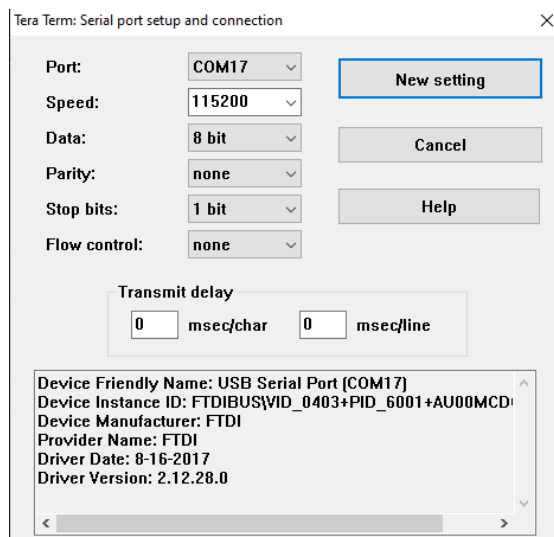 Tera Term: Serial port setup and connection
Port: COM17
New setting
Speed: 115200
Data: 8 bit
Cancel
Parity: none
Stop bits: 1 bit
Help
Flow control: none
Transmit delay
0 msec/char 0 msec/line
Device Friendly Name: USB Serial Port (COM17)
Device Instance ID: FTDIBUS\VID_0403+PID_6001+AU00MCD
Device Manufacturer: FTDI
Provider Name: FTDI
Driver Date: 8-16-2017
Driver Version: 2.12.28.0